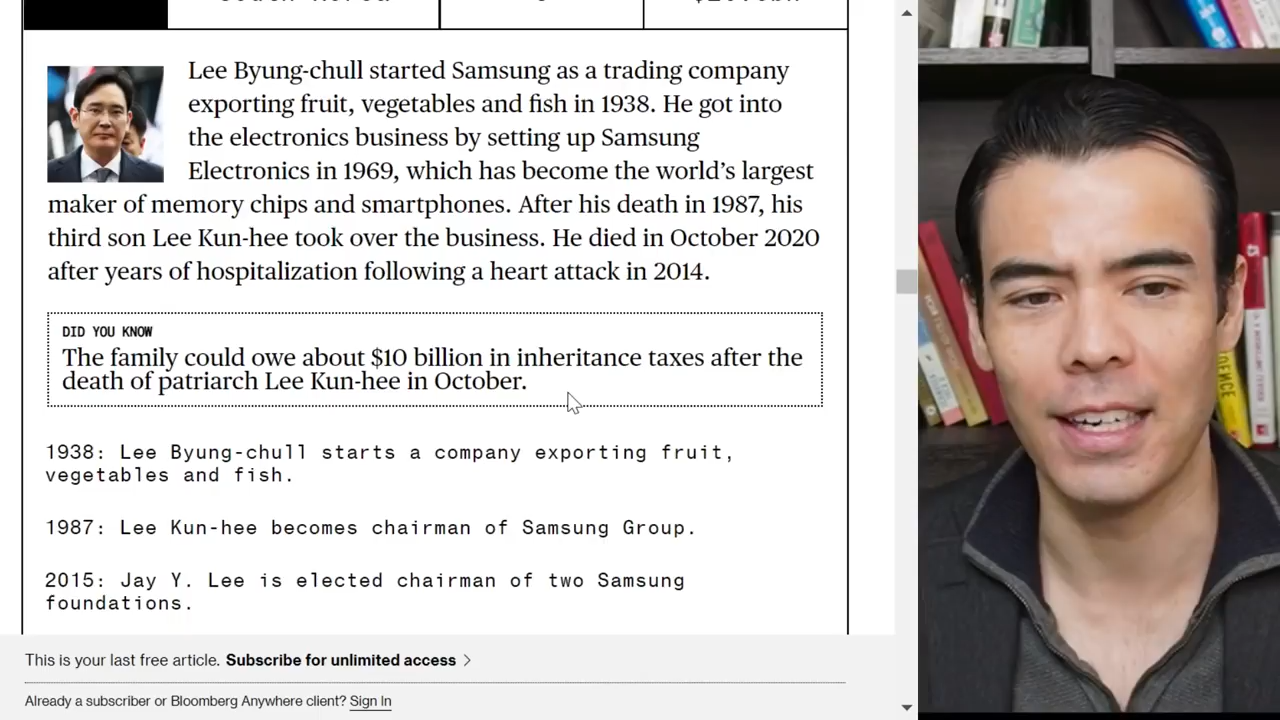 Lee Byung-chull started Samsung as a trading company
exporting fruit, vegetables and fish in 1938. He got into
the electronics business by setting up Samsung
Electronics in 1969, which has become the world’s largest
maker of memory chips and smartphones. After his death in 1987, his
third son Lee Kun-hee took over the business. He died in October 2020
after years of hospitalization following a heart attack in 2014.
DID YOU KNOW
The family could owe about $10 billion in inheritance taxes after the
death of patriarch Lee Kun-hee in October.
1938: Lee Byung-chull starts a company exporting fruit,
vegetables and fish.
1987: Lee Kun-hee becomes chairman of Samsung Group.
2015: Jay Y. Lee is elected chairman of two Samsung
foundations.
This is your last free article. Subscribe for unlimited access
Already a subscriber or Bloomberg Anywhere client? Sign In